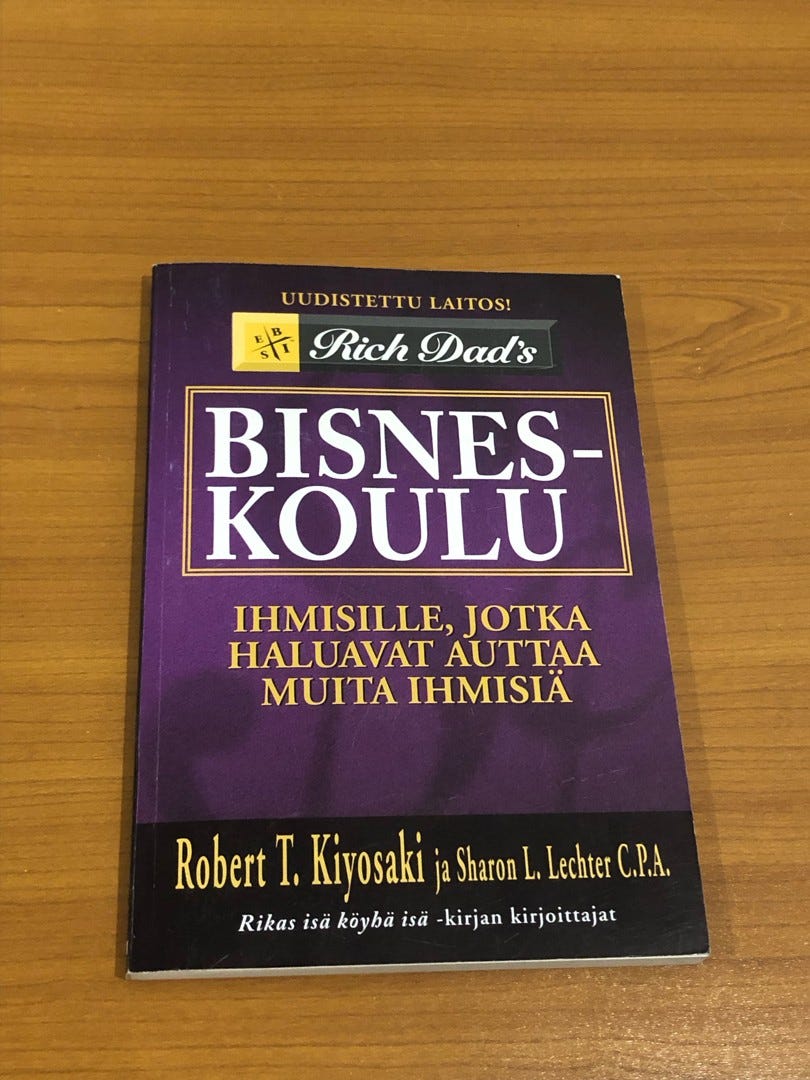 UUDISTETTU LAITOS!
E B
S I
Rich Dad's
BISNES-
KOULU
IHMISILLE, JOTKA
HALUAVAT AUTTAA
MUITA IHMISIÄ
Robert T. Kiyosaki ja Sharon L. Lechter C.P.A.
Rikas isä köyhä isä -kirjan kirjoittajat